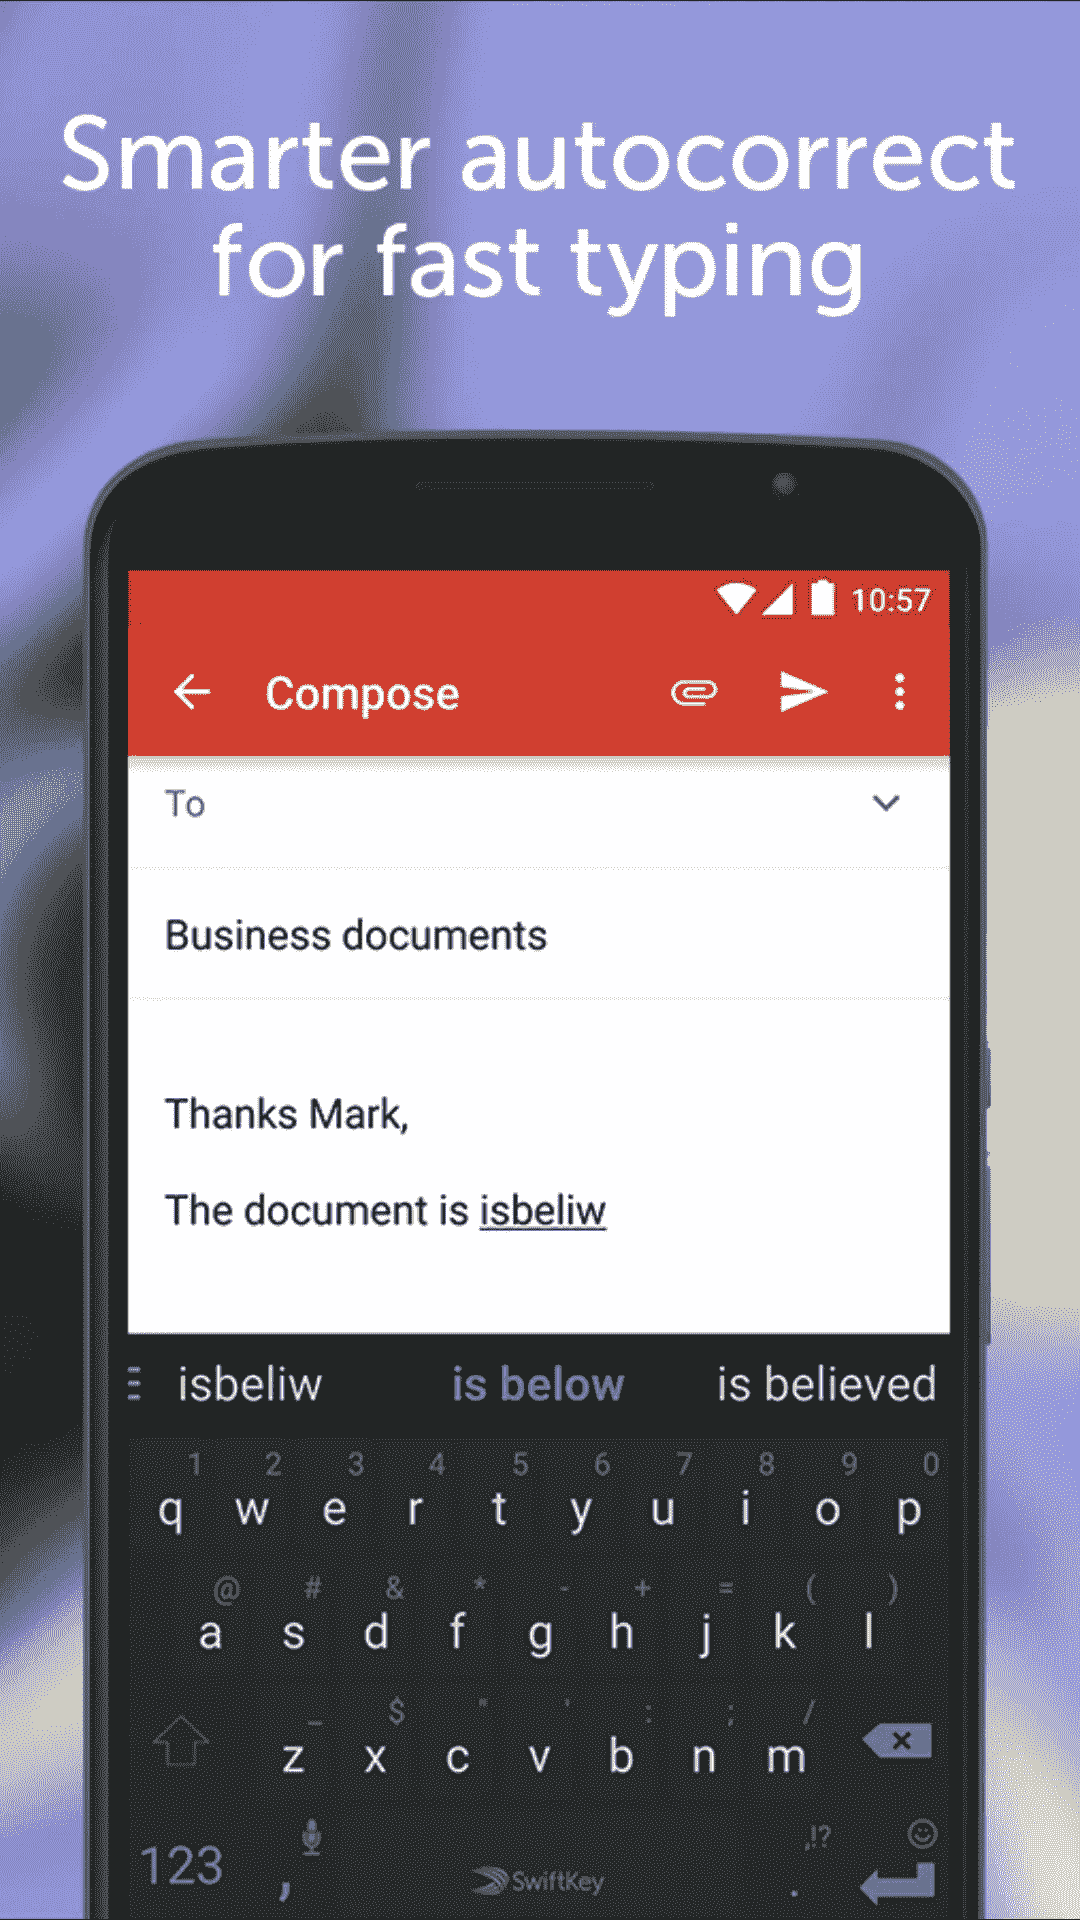 Smarter autocorrect
for fast typing
10:57
Compose
To
Business documents
Thanks Mark,
The document is isbeliw
isbeliw is below is believed
1 2 3 4 5 6 7 8 9 0
q w e r t y u i o p
@ # & * - + = ( )
a s d f g h j k l
_ $ " ' : ; /
z x c v b n m
,!?
123 , SwiftKey .